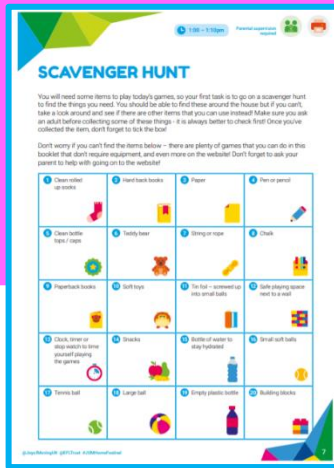 1:00 – 1:10pm
Parental supervision
required
SCAVENGER HUNT
You will need some items to play today's games, so your first task is to go on a scavenger hunt
to find the things you need. You should be able to find these around the house but if you can't,
take a look around and see if there are other items that you can use instead! Make sure you ask
an adult before collecting some of these things - it is always better to check first! Once you've
collected the item, don't forget to tick the box!
Don't worry if you can't find the items below – there are plenty of games that you can do in this
booklet that don't require equipment, and even more on the website! Don't forget to ask your
parent to help with going on to the website!
1 Clean rolled
up socks
2 Hard back books
3 Paper
4 Pen or pencil
5 Clean bottle
tops / caps
6 Teddy bear
7 String or rope
8 Chalk
9 Paperback books
10 Soft toys
11 Tin foil – screwed up
into small balls
12 Safe playing space
next to a wall
13 Clock, timer or
stop watch to time
yourself playing
the games
14 Snacks
15 Bottle of water to
stay hydrated
16 Small soft balls
17 Tennis ball
18 Large ball
19 Empty plastic bottle
20 Building blocks
7